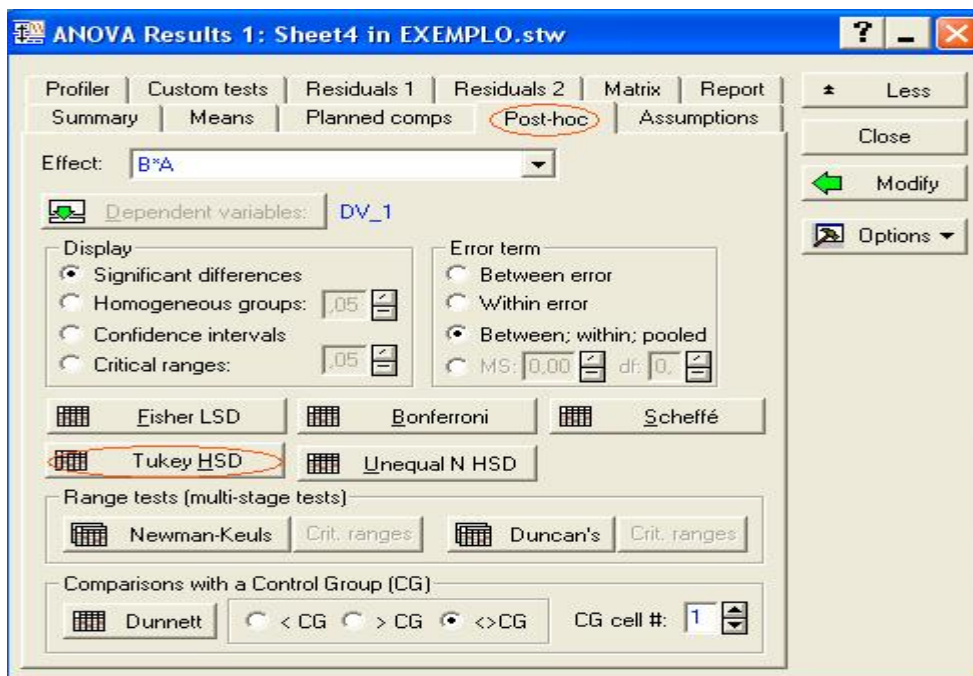 ANOVA Results 1: Sheet4 in EXEMPLO.stw
Profiler Custom tests Residuals 1 Residuals 2 Matrix Report
Summary Means Planned comps Post-hoc Assumptions
Less
Close
Modify
Options
Effect: B*A
Dependent variables: DV_1
Display
Significant differences
Homogeneous groups: ,05
Confidence intervals
Critical ranges: ,05
Error term
Between error
Within error
Between; within; pooled
MS: 0,00 df: 0,
Fisher LSD Bonferroni Scheffé
Tukey HSD Unequal N HSD
Range tests (multi-stage tests)
Newman-Keuls Crit. ranges Duncan's Crit. ranges
Comparisons with a Control Group (CG)
Dunnett < CG > CG <>CG CG cell #: 1